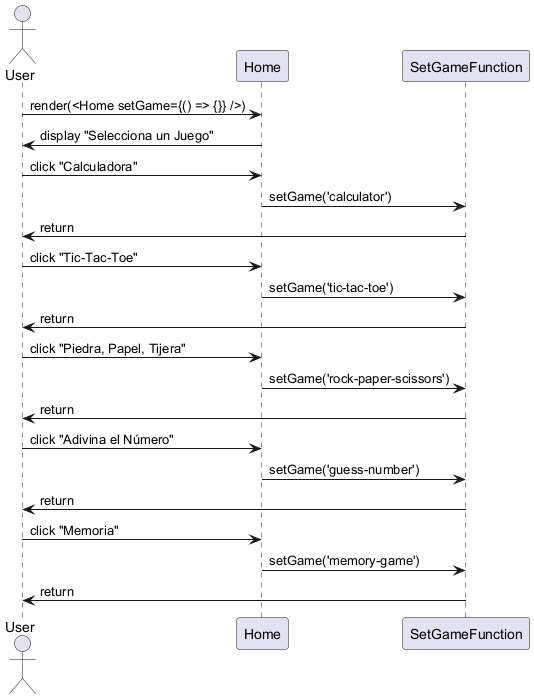 User
Home
SetGameFunction
render(<Home setGame={() => {}} />)
display "Selecciona un Juego"
click "Calculadora"
setGame('calculator')
return
click "Tic-Tac-Toe"
setGame('tic-tac-toe')
return
click "Piedra, Papel, Tijera"
setGame('rock-paper-scissors')
return
click "Adivina el Número"
setGame('guess-number')
return
click "Memoria"
setGame('memory-game')
return
User
Home
SetGameFunction